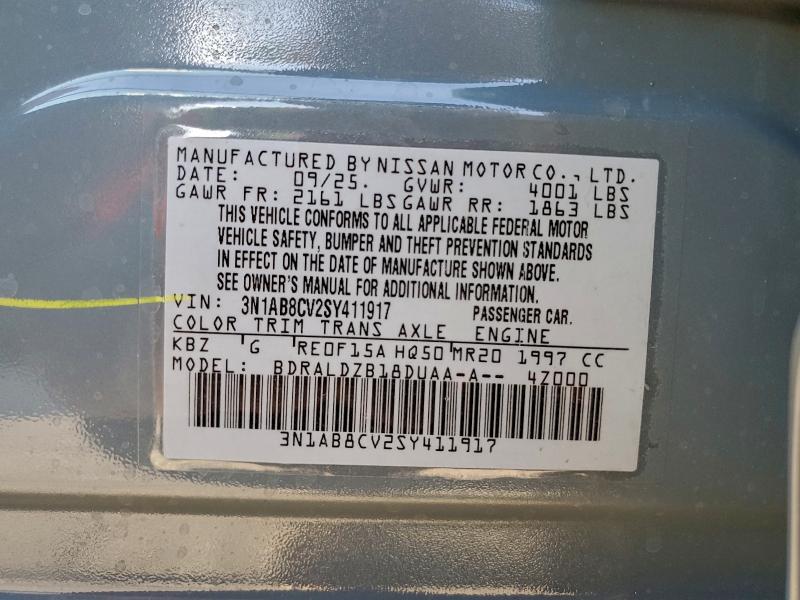 MANUFACTURED BY NISSAN MOTOR CO., LTD.
DATE: 09/25. GVWR: 4001 LBS
GAWR FR: 2161 LBS GAWR RR: 1863 LBS
THIS VEHICLE CONFORMS TO ALL APPLICABLE FEDERAL MOTOR
VEHICLE SAFETY, BUMPER AND THEFT PREVENTION STANDARDS
IN EFFECT ON THE DATE OF MANUFACTURE SHOWN ABOVE.
SEE OWNER'S MANUAL FOR ADDITIONAL INFORMATION.
VIN: 3N1AB8CV2SY411917 PASSENGER CAR.
COLOR TRIM TRANS AXLE ENGINE
KBZ G RE0F15A HQ50 MR20 1997 CC
MODEL: BDRALDZB18DUAA-A-- 4Z000
3N1AB8CV2SY411917